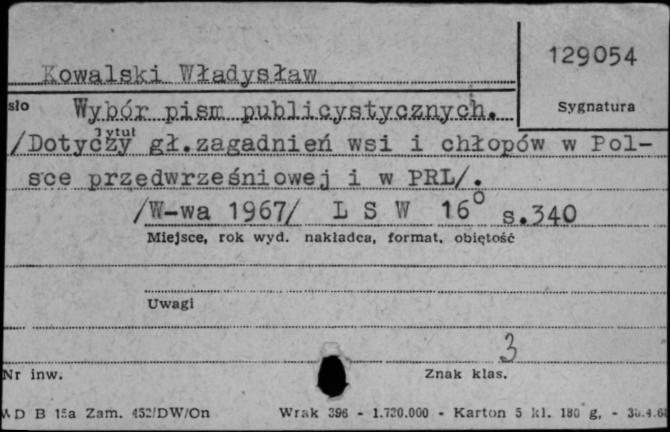 129054
Kowalski Władysław
sło Wybór pism publicystycznych. Sygnatura
Tytuł
/Dotyczy gł.zagadnień wsi i chłopów w Pol-
sce przedwrześniowej i w PRL/.
/W-wa 1967/ L S W 16° s.340
Miejsce, rok wyd. nakładca, format, objętość
Uwagi
3
Nr inw. Znak klas.
D B 15a Zam. 452/DW/On Wrak 396 - 1.730.000 - Karton 5 kl. 180 g, -